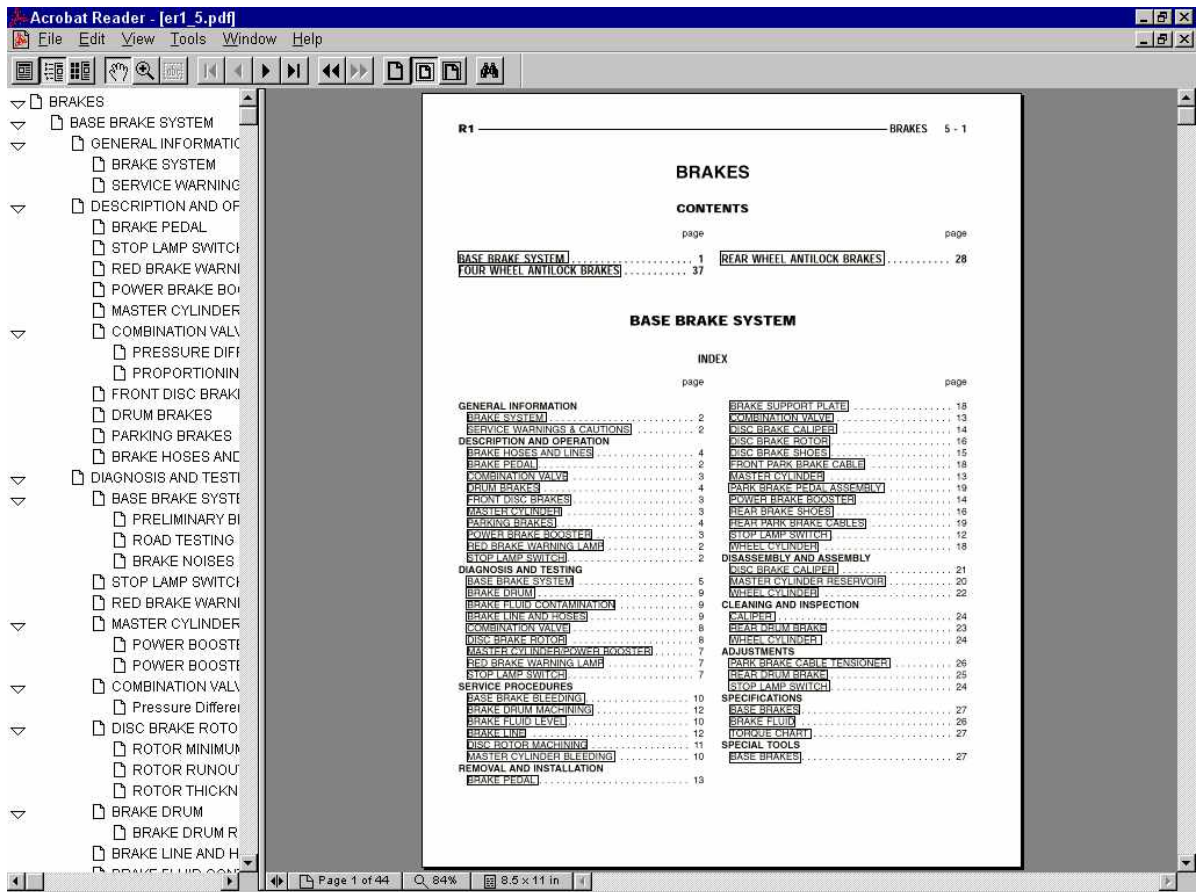 Acrobat Reader - [er1_5.pdf]
File Edit View Tools Window Help
BRAKES
BASE BRAKE SYSTEM
GENERAL INFORMATIC
BRAKE SYSTEM
SERVICE WARNING
DESCRIPTION AND OF
BRAKE PEDAL
STOP LAMP SWITCH
RED BRAKE WARNI
POWER BRAKE BO
MASTER CYLINDER
COMBINATION VALV
PRESSURE DIFF
PROPORTIONIN
FRONT DISC BRAK
DRUM BRAKES
PARKING BRAKES
BRAKE HOSES AND
DIAGNOSIS AND TESTI
BASE BRAKE SYSTE
PRELIMINARY B
ROAD TESTING
BRAKE NOISES
STOP LAMP SWITCH
RED BRAKE WARNI
MASTER CYLINDER
POWER BOOSTE
POWER BOOSTE
COMBINATION VALV
Pressure Differe
DISC BRAKE ROTO
ROTOR MINIMUM
ROTOR RUNOU
ROTOR THICKN
BRAKE DRUM
BRAKE DRUM R
BRAKE LINE AND H
R1 BRAKES 5 - 1
BRAKES
CONTENTS
page page
BASE BRAKE SYSTEM . . . . . . . . . . . . . . . . . . . . 1 REAR WHEEL ANTILOCK BRAKES . . . . . . . . . . 28
FOUR WHEEL ANTILOCK BRAKES . . . . . . . . . . 37
BASE BRAKE SYSTEM
INDEX
page page
GENERAL INFORMATION
BRAKE SYSTEM . . . . . 2
SERVICE WARNINGS & CAUTIONS . . . . . 2
DESCRIPTION AND OPERATION
BRAKE HOSES AND LINES . . . . . 4
BRAKE PEDAL . . . . . 2
COMBINATION VALVE . . . . . 3
DRUM BRAKES . . . . . 4
FRONT DISC BRAKES . . . . . 3
MASTER CYLINDER . . . . . 3
PARKING BRAKES . . . . . 4
POWER BRAKE BOOSTER . . . . . 3
RED BRAKE WARNING LAMP . . . . . 2
STOP LAMP SWITCH . . . . . 2
DIAGNOSIS AND TESTING
BASE BRAKE SYSTEM . . . . . 5
BRAKE DRUM . . . . . 9
BRAKE FLUID CONTAMINATION . . . . . 9
BRAKE LINE AND HOSES . . . . . 9
COMBINATION VALVE . . . . . 8
DISC BRAKE ROTOR . . . . . 8
MASTER CYLINDER/POWER BOOSTER . . . . . 7
RED BRAKE WARNING LAMP . . . . . 7
STOP LAMP SWITCH . . . . . 7
SERVICE PROCEDURES
BASE BRAKE BLEEDING . . . . . 10
BRAKE DRUM MACHINING . . . . . 12
BRAKE FLUID LEVEL . . . . . 10
BRAKE LINE . . . . . 12
DISC ROTOR MACHINING . . . . . 11
MASTER CYLINDER BLEEDING . . . . . 10
REMOVAL AND INSTALLATION
BRAKE PEDAL . . . . . 13
BRAKE SUPPORT PLATE . . . . . 18
COMBINATION VALVE . . . . . 13
DISC BRAKE CALIPER . . . . . 14
DISC BRAKE ROTOR . . . . . 16
DISC BRAKE SHOES . . . . . 15
FRONT PARK BRAKE CABLE . . . . . 18
MASTER CYLINDER . . . . . 13
PARK BRAKE PEDAL ASSEMBLY . . . . . 19
POWER BRAKE BOOSTER . . . . . 14
REAR BRAKE SHOES . . . . . 16
REAR PARK BRAKE CABLES . . . . . 19
STOP LAMP SWITCH . . . . . 12
WHEEL CYLINDER . . . . . 18
DISASSEMBLY AND ASSEMBLY
DISC BRAKE CALIPER . . . . . 21
MASTER CYLINDER RESERVOIR . . . . . 20
WHEEL CYLINDER . . . . . 22
CLEANING AND INSPECTION
CALIPER . . . . . 24
REAR DRUM BRAKE . . . . . 23
WHEEL CYLINDER . . . . . 24
ADJUSTMENTS
PARK BRAKE CABLE TENSIONER . . . . . 26
REAR DRUM BRAKE . . . . . 25
STOP LAMP SWITCH . . . . . 24
SPECIFICATIONS
BASE BRAKES . . . . . 27
BRAKE FLUID . . . . . 26
TORQUE CHART . . . . . 27
SPECIAL TOOLS
BASE BRAKES . . . . . 27
Page 1 of 44 84% 8.5 x 11 in